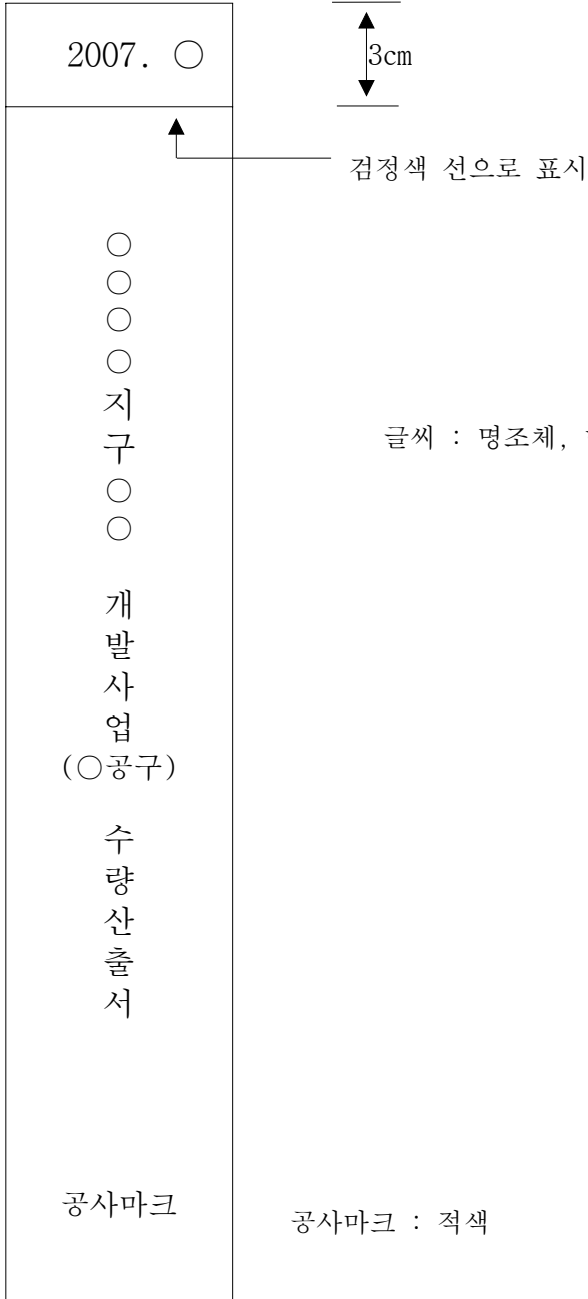 2007. ○
3cm
검정색 선으로 표시
○
○
○
○
지
구
○
○
개
발
사
업
(○공구)
수
량
산
출
서
글씨 : 명조체,
공사마크
공사마크 : 적색